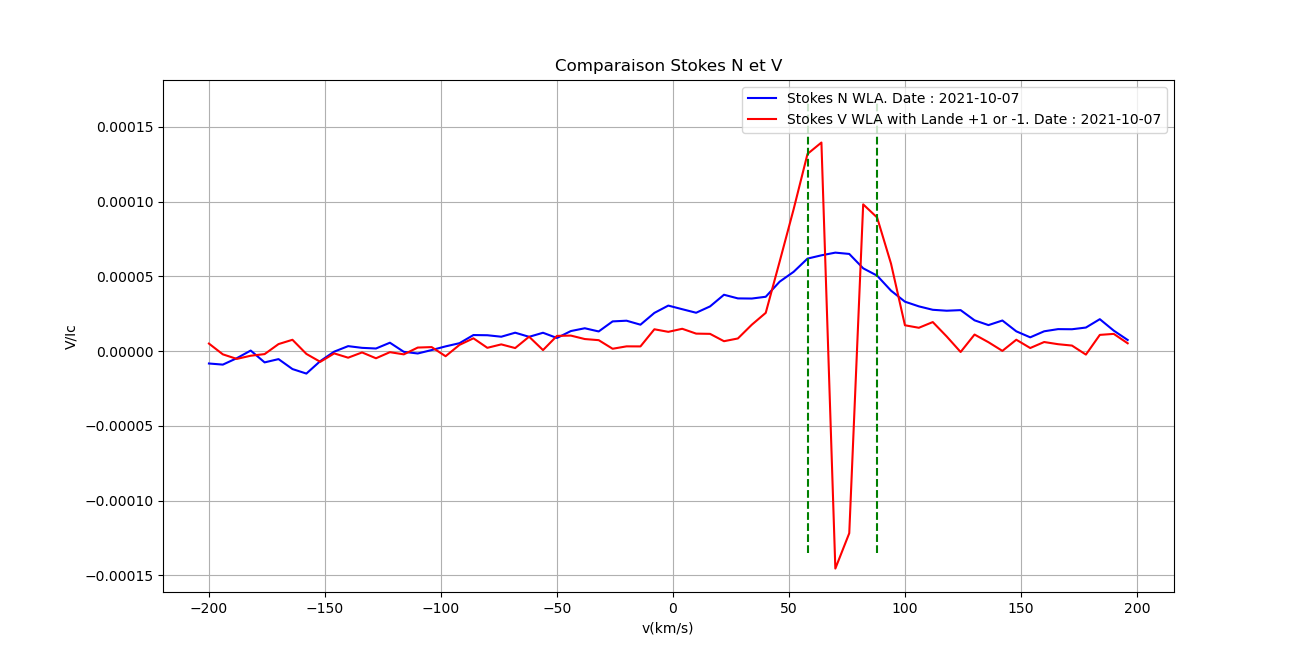 Comparaison Stokes N et V
Stokes N WLA. Date : 2021-10-07
Stokes V WLA with Lande +1 or -1. Date : 2021-10-07
V/Ic
0.00015
0.00010
0.00005
0.00000
−0.00005
−0.00010
−0.00015
−200 −150 −100 −50 0 50 100 150 200
v(km/s)